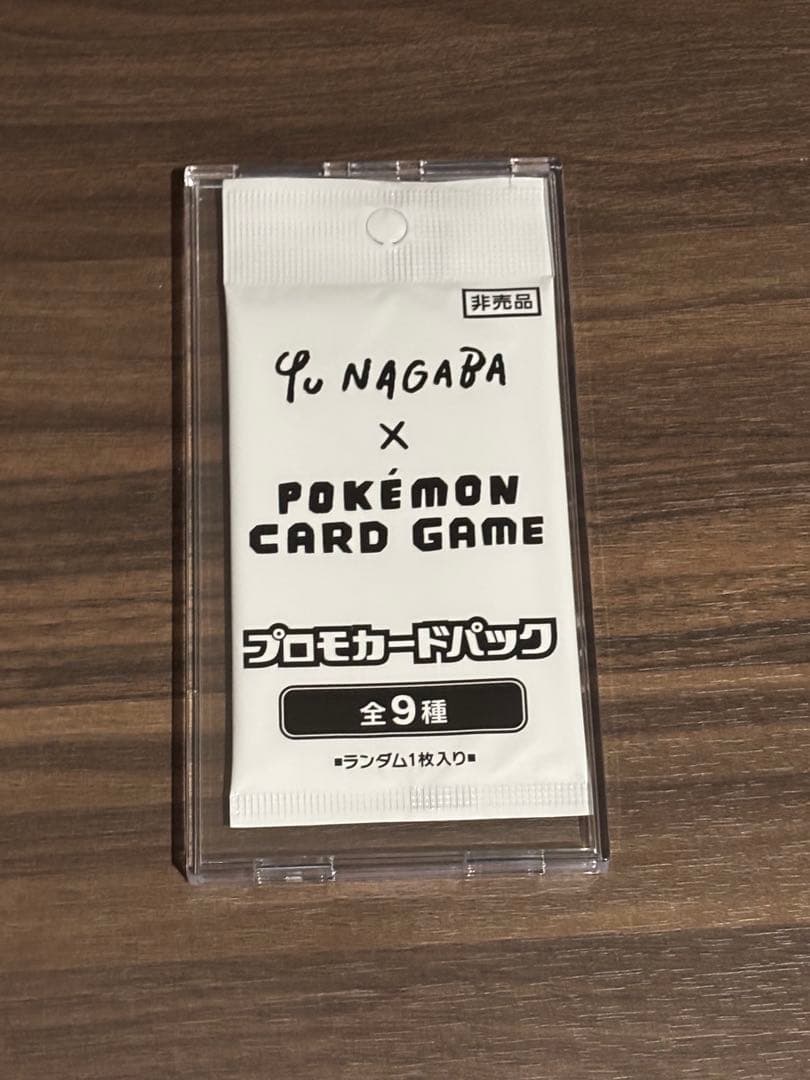 非売品
YU NAGABA
×
POKÉMON
CARD GAME
プロモカードパック
全9種
■ランダム1枚入り■